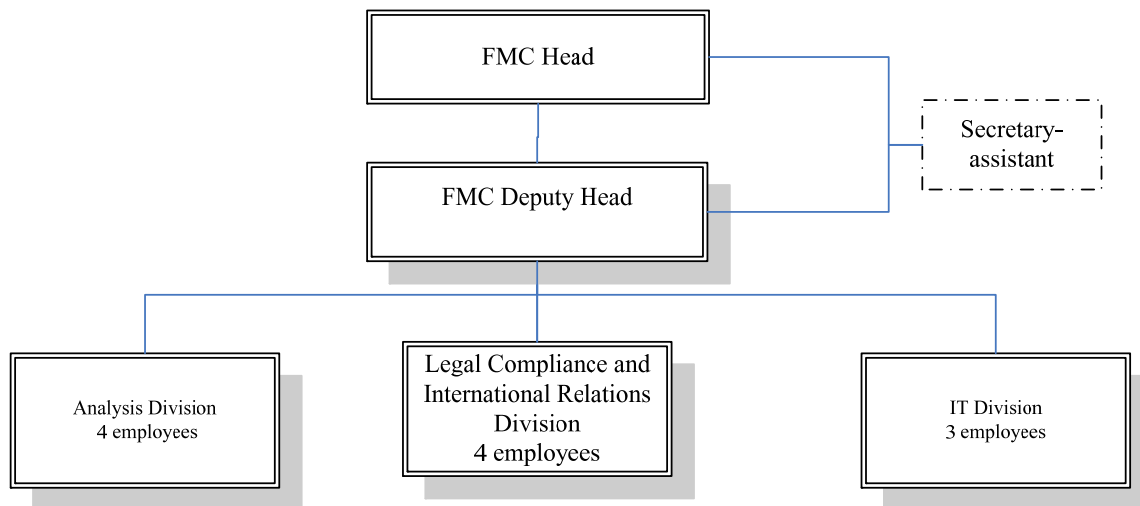 FMC Head
Secretary-
assistant
FMC Deputy Head
Analysis Division
4 employees
Legal Compliance and
International Relations
Division
4 employees
IT Division
3 employees